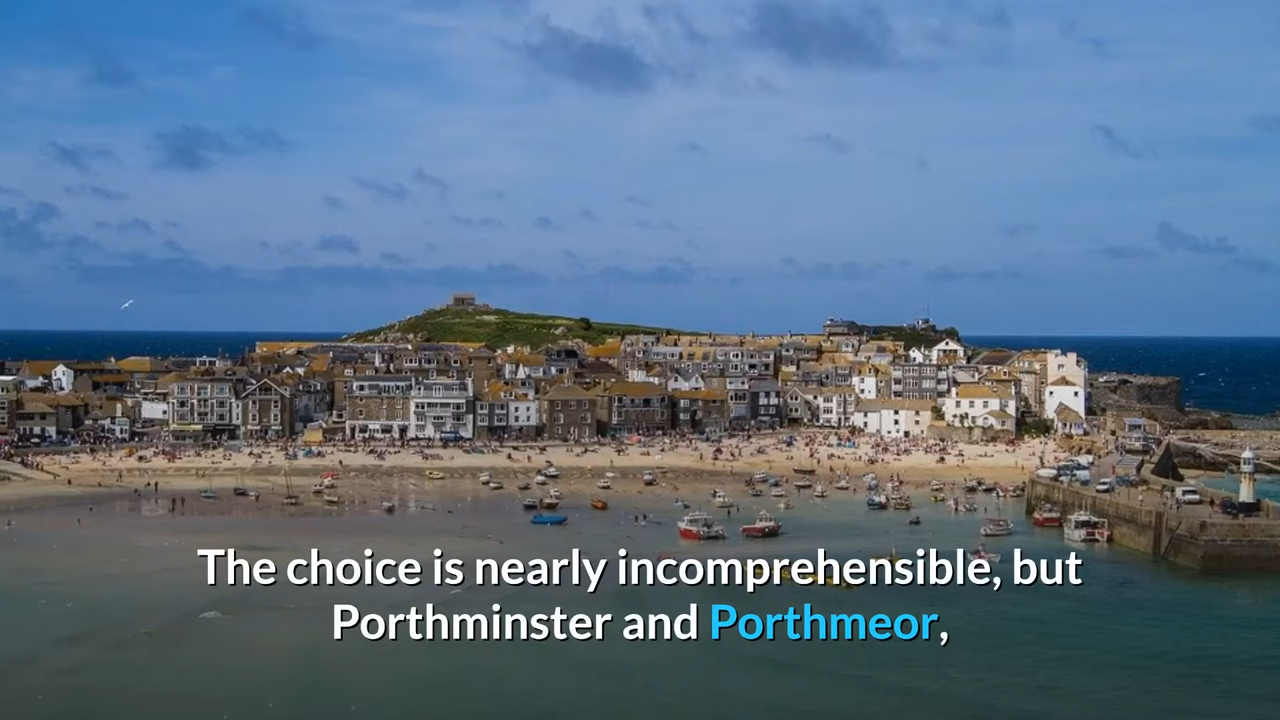 The choice is nearly incomprehensible, but
Porthminster and Porthmeor,